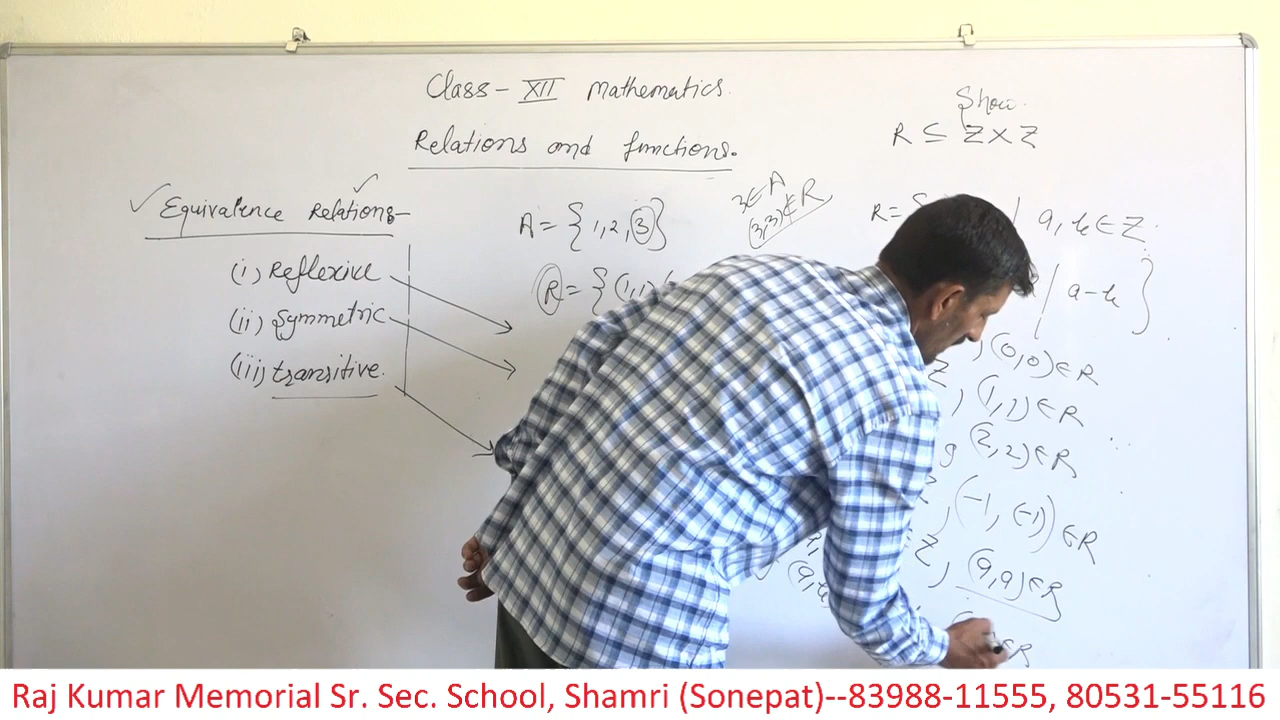 Class - XII Mathematics.
Relations and functions.
Equivalence Relations-
(i) Reflexive
(ii) Symmetric
(iii) transitive.
A = {1, 2, 3}
R = {(1,1)
3 ∈ A
(3,3) ∉ R
Show
R ⊆ Z × Z
R = { | a, b ∈ Z
/ a - b }
, (0,0) ∈ R
Z , (1,1) ∈ R
(2,2) ∈ R
, (-1, (-1)) ∈ R
Z, (a,a) ∈ R
∈ R
Raj Kumar Memorial Sr. Sec. School, Shamri (Sonepat)--83988-11555, 80531-55116